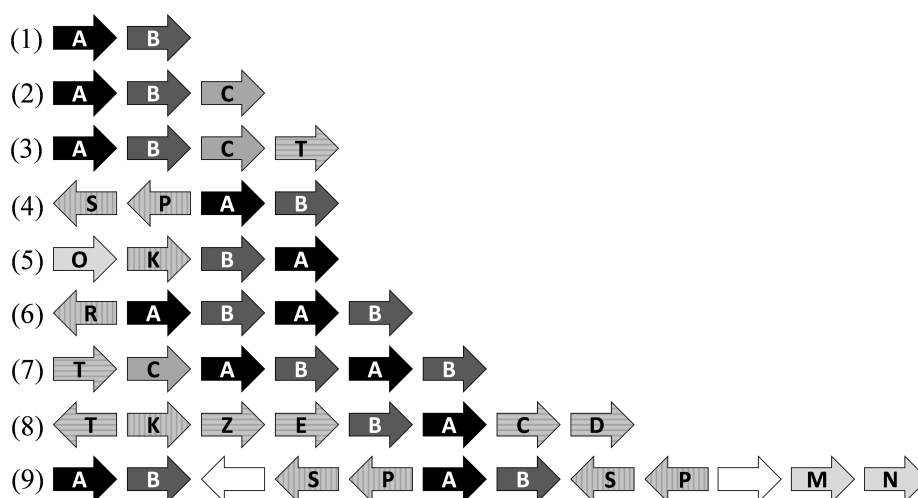 (1) A B
(2) A B C
(3) A B C T
(4) S P A B
(5) O K B A
(6) R A B A B
(7) T C A B A B
(8) T K Z E B A C D
(9) A B S P A B S P M N